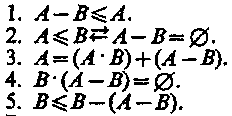 1. A−B⩽A.
2. A⩽B⇄A−B=∅.
3. A=(A·B)+(A−B).
4. B·(A−B)=∅.
5. B⩽B−(A−B).